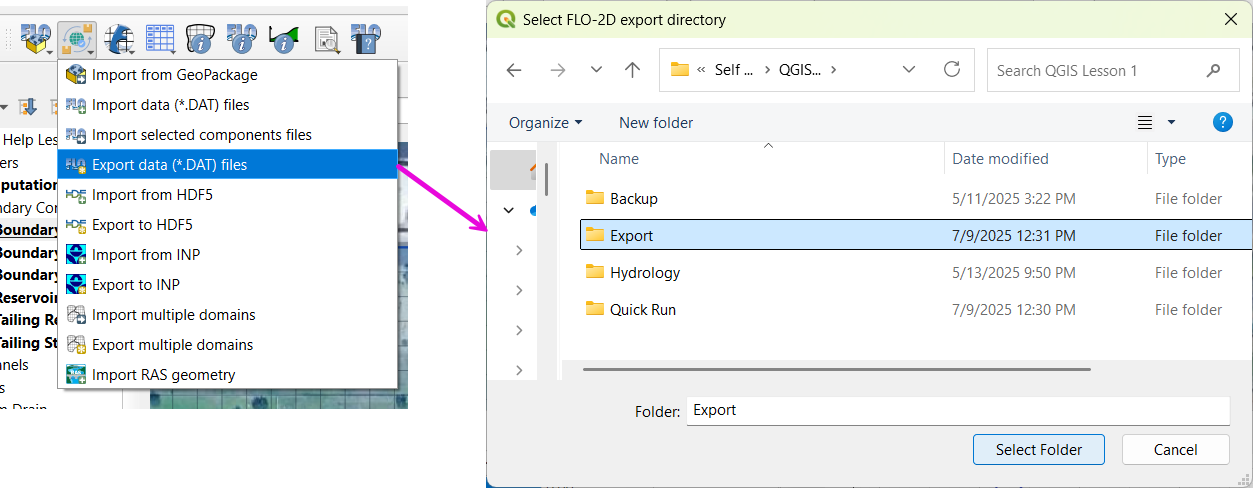 Import from GeoPackage
Import data (*.DAT) files
Import selected components files
Export data (*.DAT) files
Import from HDF5
Export to HDF5
Import from INP
Export to INP
Import multiple domains
Export multiple domains
Import RAS geometry
Help Les
ers
putation
ndary Con
Boundary
Boundary
Boundary
Reservoir
Tailing Re
Tailing St
nnels
s
m Drain
Select FLO-2D export directory
« Self ... › QGIS... ›
Search QGIS Lesson 1
Organize New folder
Name Date modified Type
Backup 5/11/2025 3:22 PM File folder
Export 7/9/2025 12:31 PM File folder
Hydrology 5/13/2025 9:50 PM File folder
Quick Run 7/9/2025 12:30 PM File folder
Folder: Export
Select Folder Cancel